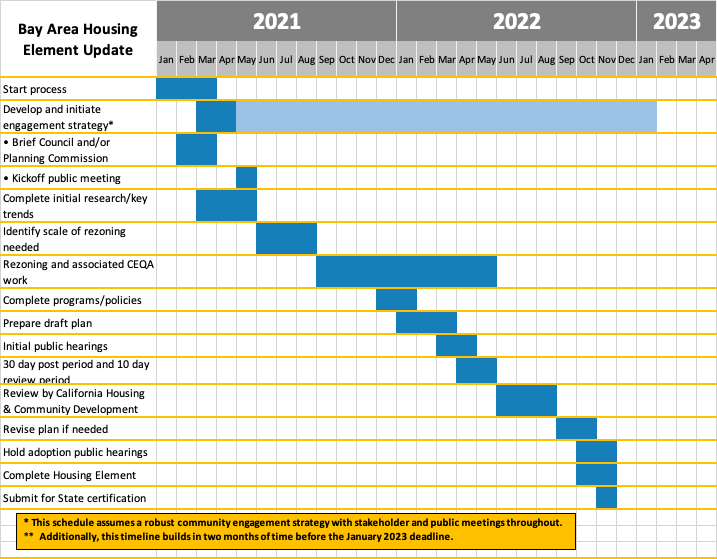 Bay Area Housing
Element Update
2021
2022
2023
Jan Feb Mar Apr May Jun Jul Aug Sep Oct Nov Dec Jan Feb Mar Apr May Jun Jul Aug Sep Oct Nov Dec Jan Feb Mar Apr
Start process
Develop and initiate
engagement strategy*
• Brief Council and/or
Planning Commission
• Kickoff public meeting
Complete initial research/key
trends
Identify scale of rezoning
needed
Rezoning and associated CEQA
work
Complete programs/policies
Prepare draft plan
Initial public hearings
30 day post period and 10 day
review period
Review by California Housing
& Community Development
Revise plan if needed
Hold adoption public hearings
Complete Housing Element
Submit for State certification
* This schedule assumes a robust community engagement strategy with stakeholder and public meetings throughout.
** Additionally, this timeline builds in two months of time before the January 2023 deadline.